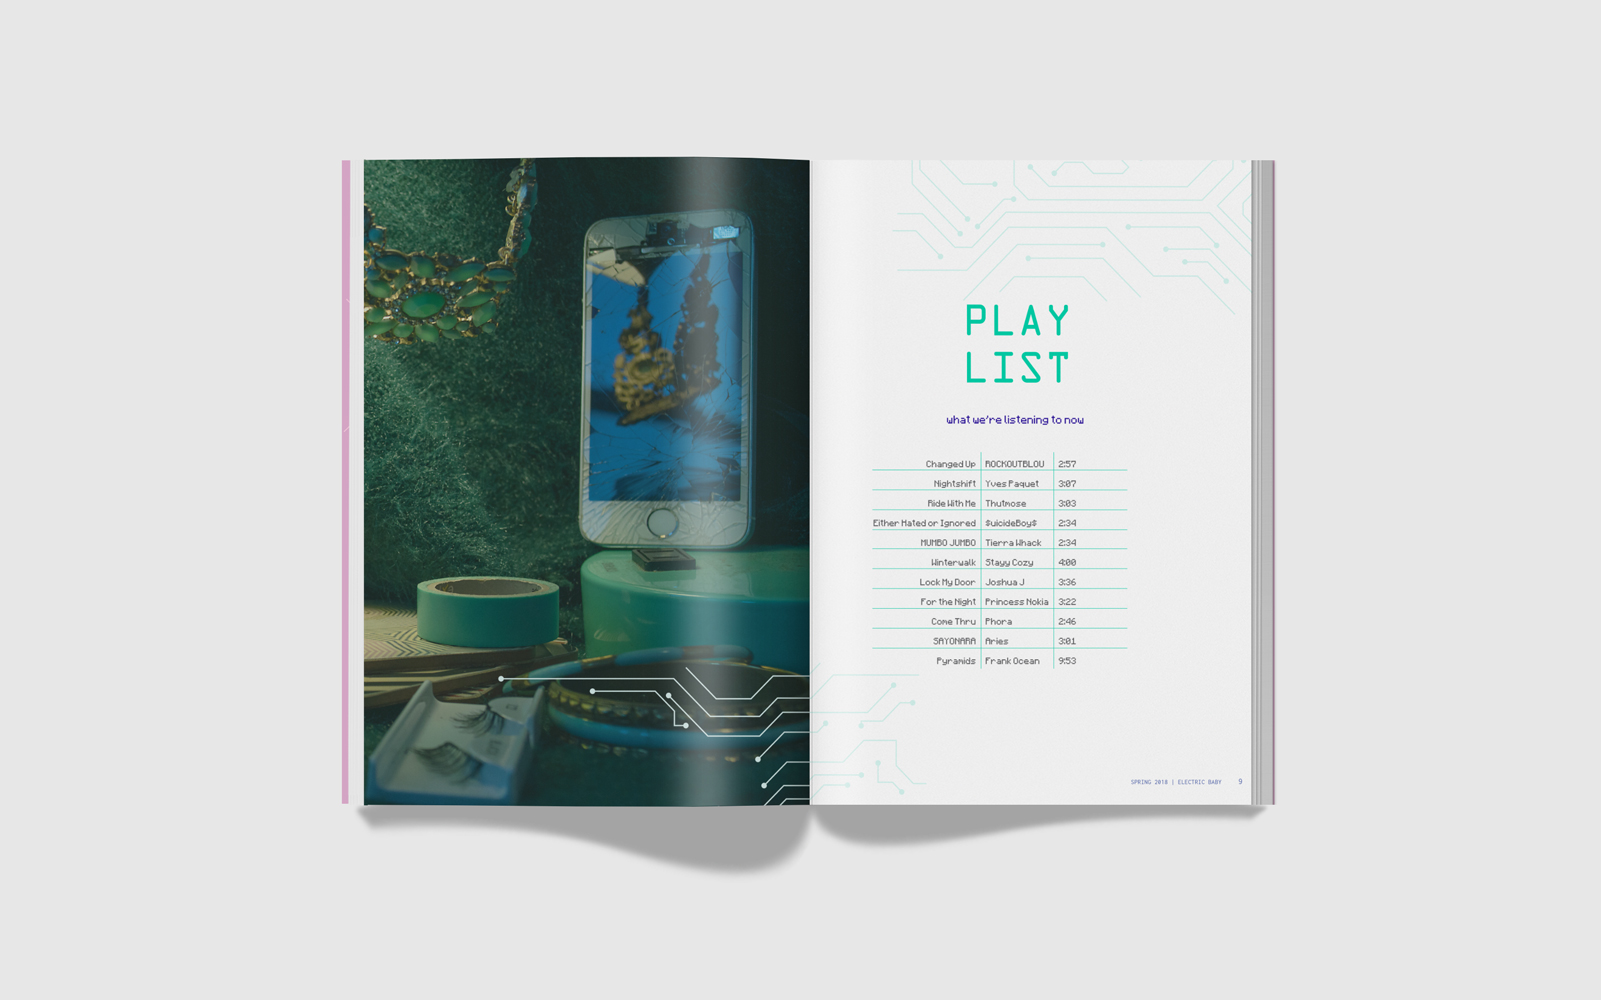 PLAY
LIST
what we're listening to now
Changed Up ROCKOUTBLOU 2:57
Nightshift Yves Paquet 3:07
Ride With Me Thutmose 3:03
Either Hated or Ignored $uicideBoy$ 2:34
MUMBO JUMBO Tierra Whack 2:34
Winterwalk Stayy Cozy 4:00
Lock My Door Joshua J 3:36
For the Night Princess Nokia 3:22
Come Thru Phora 2:46
SAYONARA Aries 3:01
Pyramids Frank Ocean 9:53
SPRING 2018 | ELECTRIC BABY 9